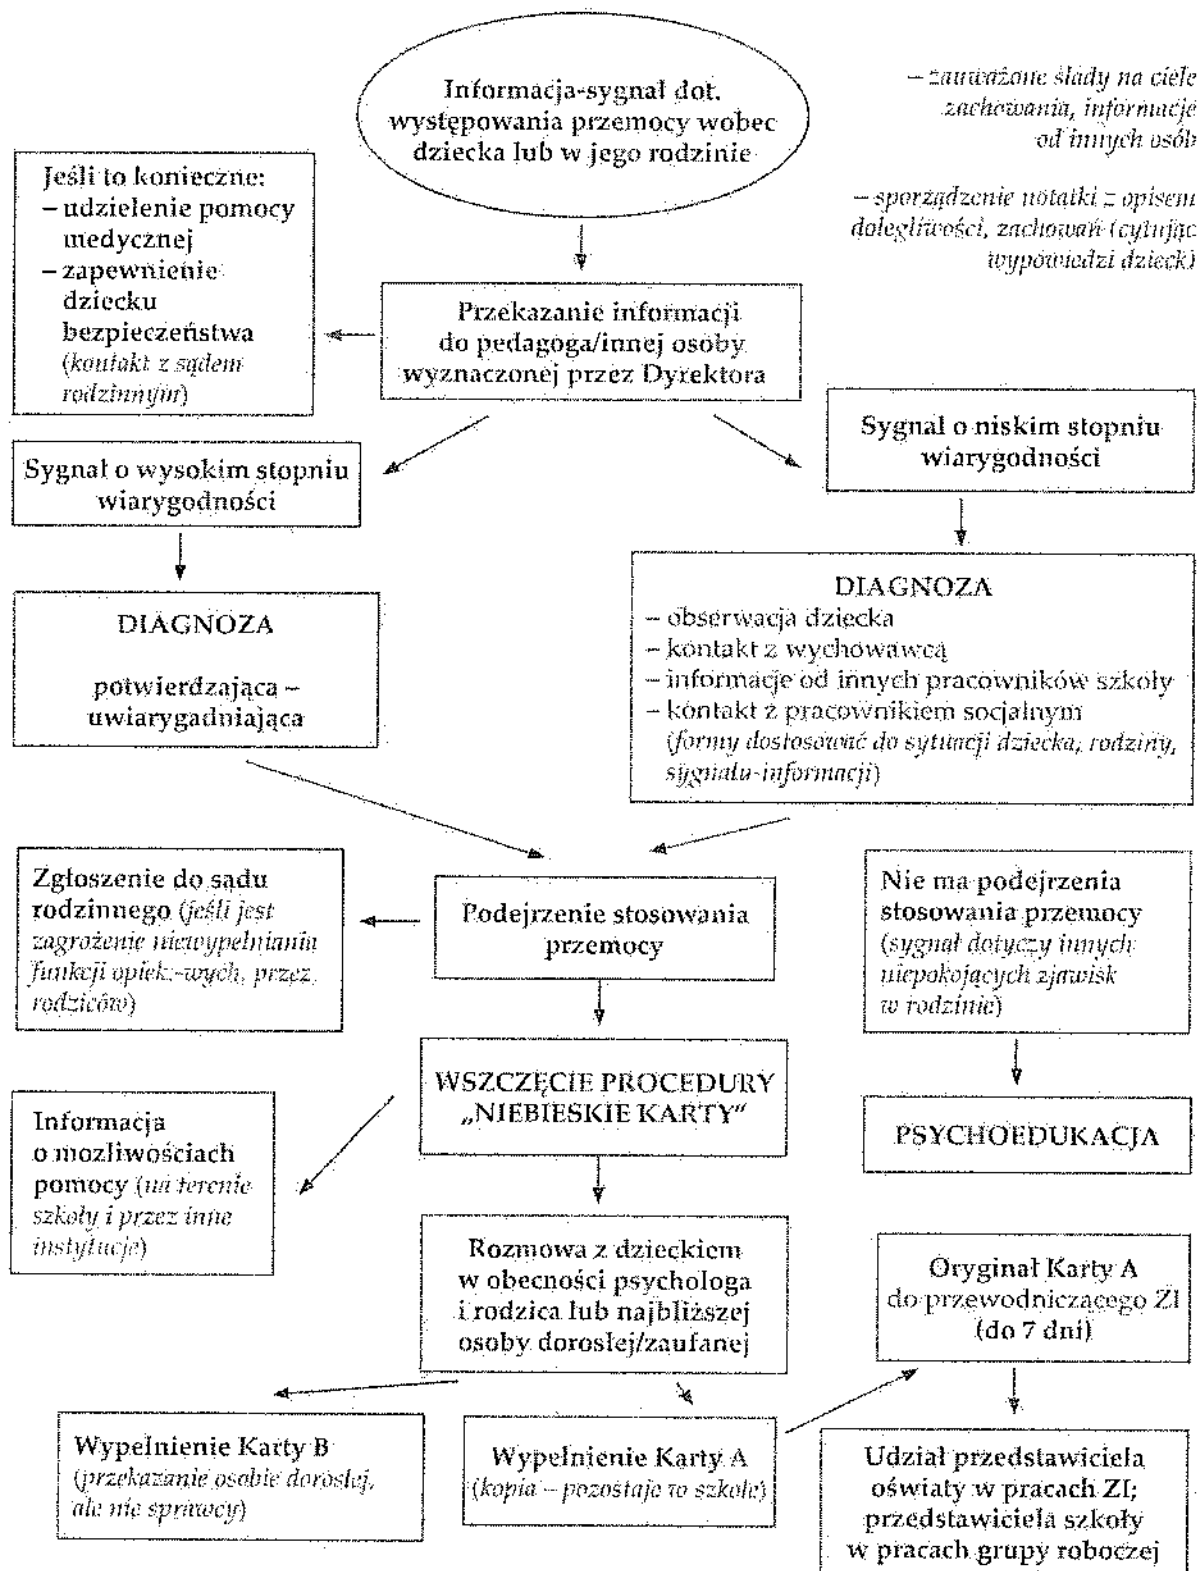 Informacja-sygnał dot.
występowania przemocy wobec
dziecka lub w jego rodzinie
– zauważone ślady na ciele
zachowania, informacje
od innych osób
– sporządzenie notatki z opisem
dolegliwości, zachowań (cytując
wypowiedzi dzieck)
Jeśli to konieczne:
– udzielenie pomocy
medycznej
– zapewnienie
dziecku
bezpieczeństwa
(kontakt z sądem
rodzinnym)
Przekazanie informacji
do pedagoga/innej osoby
wyznaczonej przez Dyrektora
Sygnał o wysokim stopniu
wiarygodności
Sygnał o niskim stopniu
wiarygodności
DIAGNOZA
potwierdzająca –
uwiarygadniająca
DIAGNOZA
– obserwacja dziecka
– kontakt z wychowawcą
– informacje od innych pracowników szkoły
– kontakt z pracownikiem socjalnym
(formy dostosować do sytuacji dziecka, rodziny,
sygnału-informacji)
Zgłoszenie do sądu
rodzinnego (jeśli jest
zagrożenie niewypełniania
funkcji opiek.-wych, przez
rodziców)
Podejrzenie stosowania
przemocy
Nie ma podejrzenia
stosowania przemocy
(sygnał dotyczy innych
niepokojących zjawisk
w rodzinie)
WSZCZĘCIE PROCEDURY
„NIEBIESKIE KARTY”
PSYCHOEDUKACJA
Informacja
o możliwościach
pomocy (na terenie
szkoły i przez inne
instytucje)
Rozmowa z dzieckiem
w obecności psychologa
i rodzica lub najbliższej
osoby dorosłej/zaufanej
Oryginał Karty A
do przewodniczącego ZI
(do 7 dni)
Wypełnienie Karty B
(przekazanie osobie dorosłej,
ale nie sprawcy)
Wypełnienie Karty A
(kopia – pozostaje w szkole)
Udział przedstawiciela
oświaty w pracach ZI;
przedstawiciela szkoły
w pracach grupy roboczej